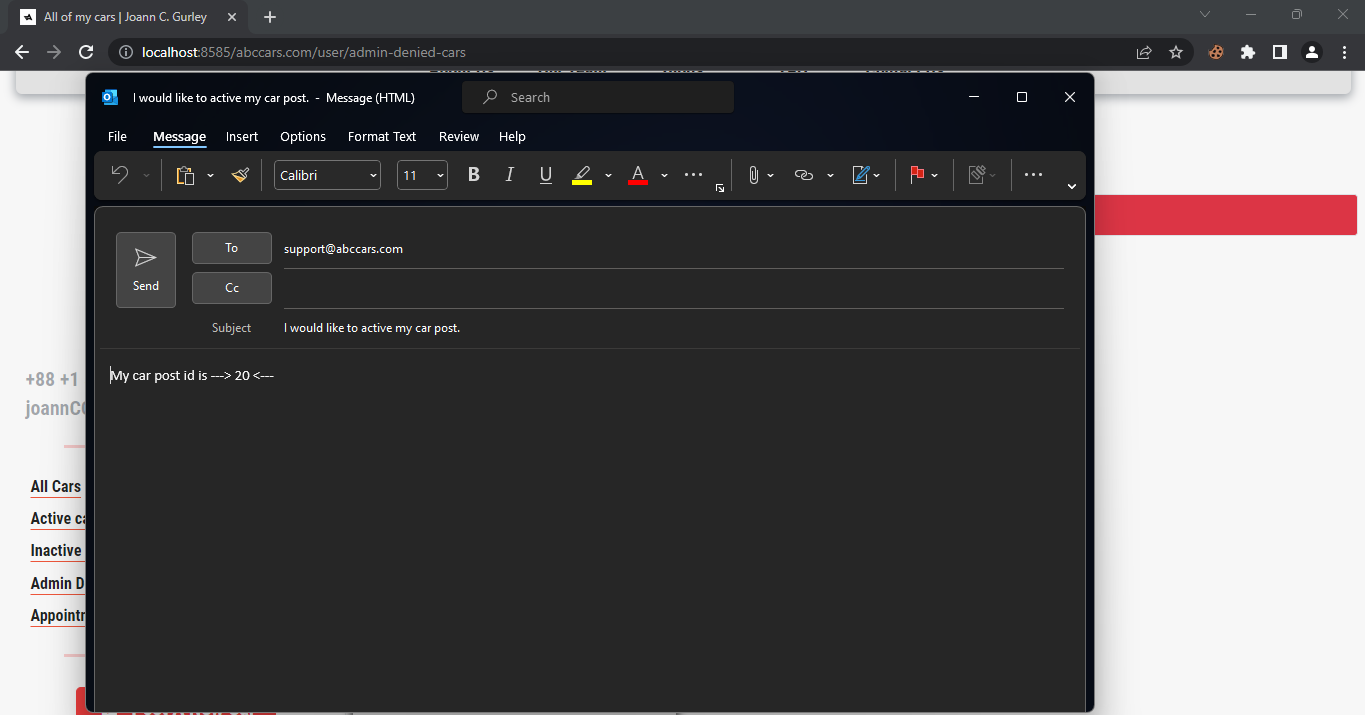 All of my cars | Joann C. Gurley
localhost:8585/abccars.com/user/admin-denied-cars
I would like to active my car post. - Message (HTML)
Search
File Message Insert Options Format Text Review Help
Calibri 11 B I U A
To support@abccars.com
Send
Cc
Subject I would like to active my car post.
My car post id is ---> 20 <---
+88 +1
joannC
All Cars
Active ca
Inactive
Admin D
Appoint